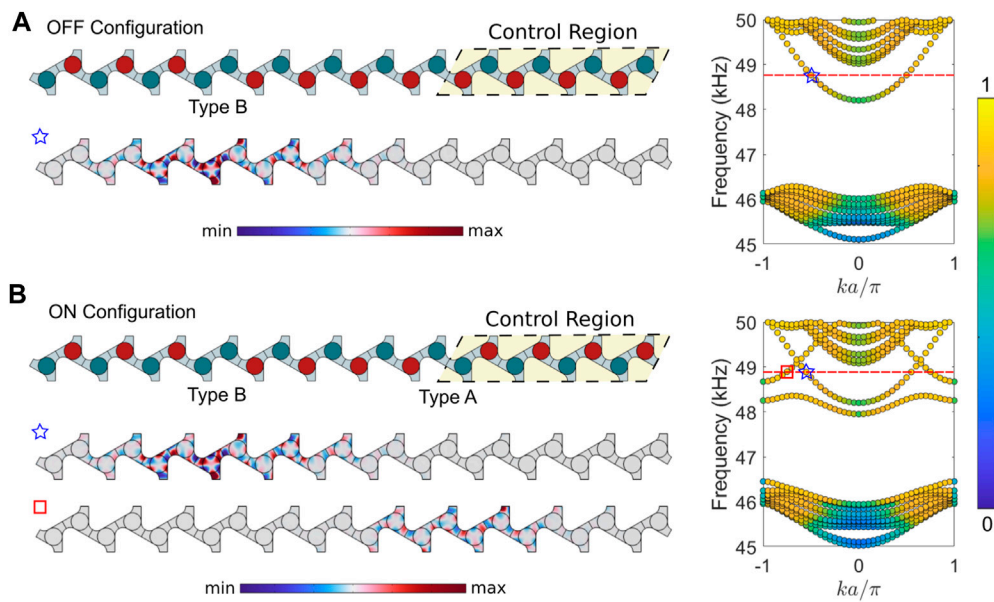 A
OFF Configuration
Control Region
Type B
min
max
50
49
48
47
46
45
Frequency (kHz)
-1
0
1
ka/π
1
0
B
ON Configuration
Control Region
Type B
Type A
min
max
50
49
48
47
46
45
Frequency (kHz)
-1
0
1
ka/π